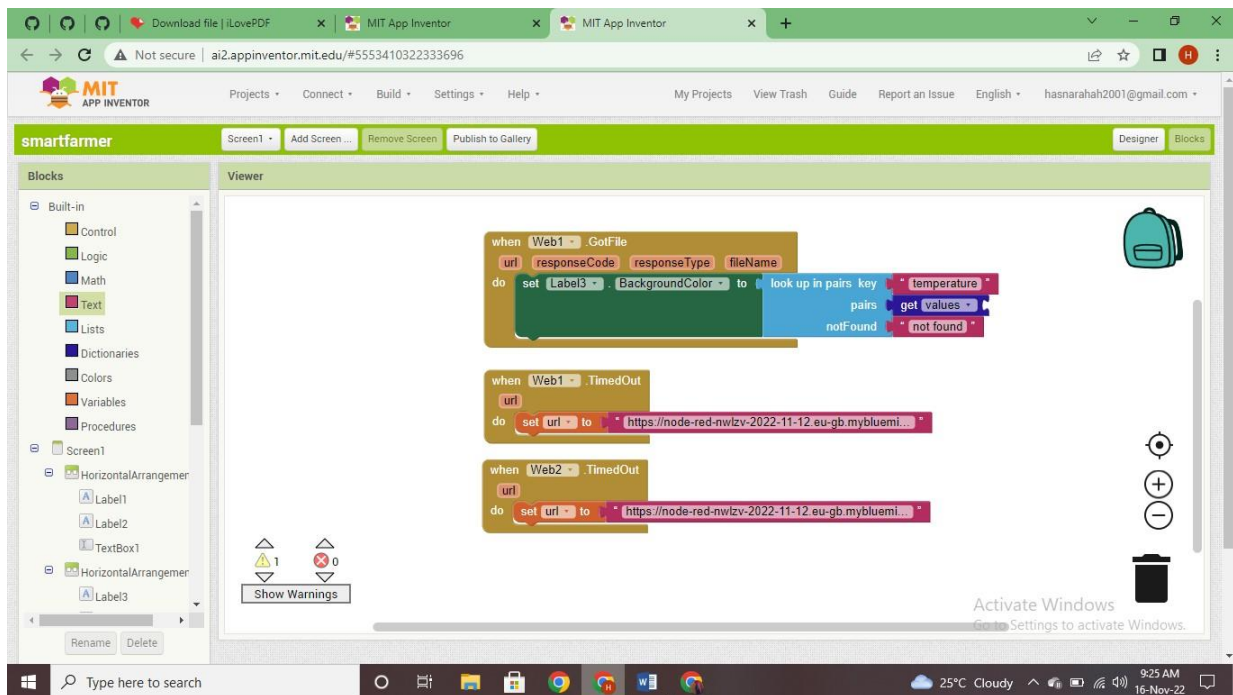 Download file | iLovePDF
MIT App Inventor
MIT App Inventor
Not secure | ai2.appinventor.mit.edu/#5553410322333696
H
MIT
APP INVENTOR
Projects Connect Build Settings Help My Projects View Trash Guide Report an Issue English hasnarahah2001@gmail.com
smartfarmer Screen1 Add Screen ... Remove Screen Publish to Gallery Designer Blocks
Blocks Viewer
Built-in
Control
Logic
Math
Text
Lists
Dictionaries
Colors
Variables
Procedures
Screen1
HorizontalArrangemer
Label1
Label2
TextBox1
HorizontalArrangemer
Label3
Rename Delete
when Web1 .GotFile
url responseCode responseType fileName
do set Label3 . BackgroundColor to look up in pairs key " temperature "
pairs get values
notFound " not found "
when Web1 .TimedOut
url
do set url to " https://node-red-nwlzv-2022-11-12.eu-gb.mybluemi... "
when Web2 .TimedOut
url
do set url to " https://node-red-nwlzv-2022-11-12.eu-gb.mybluemi... "
1 0
Show Warnings
Activate Windows
Go to Settings to activate Windows.
Type here to search
25°C Cloudy
9:25 AM
16-Nov-22